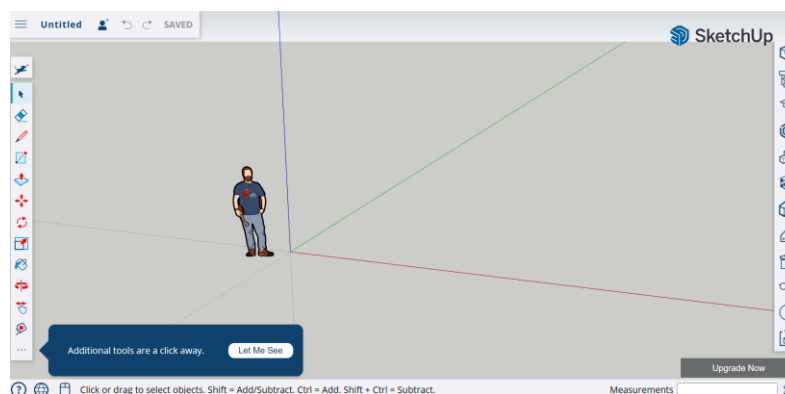 Untitled
SAVED
SketchUp
Additional tools are a click away.
Let Me See
Upgrade Now
Click or drag to select objects. Shift = Add/Subtract. Ctrl = Add. Shift + Ctrl = Subtract.
Measurements